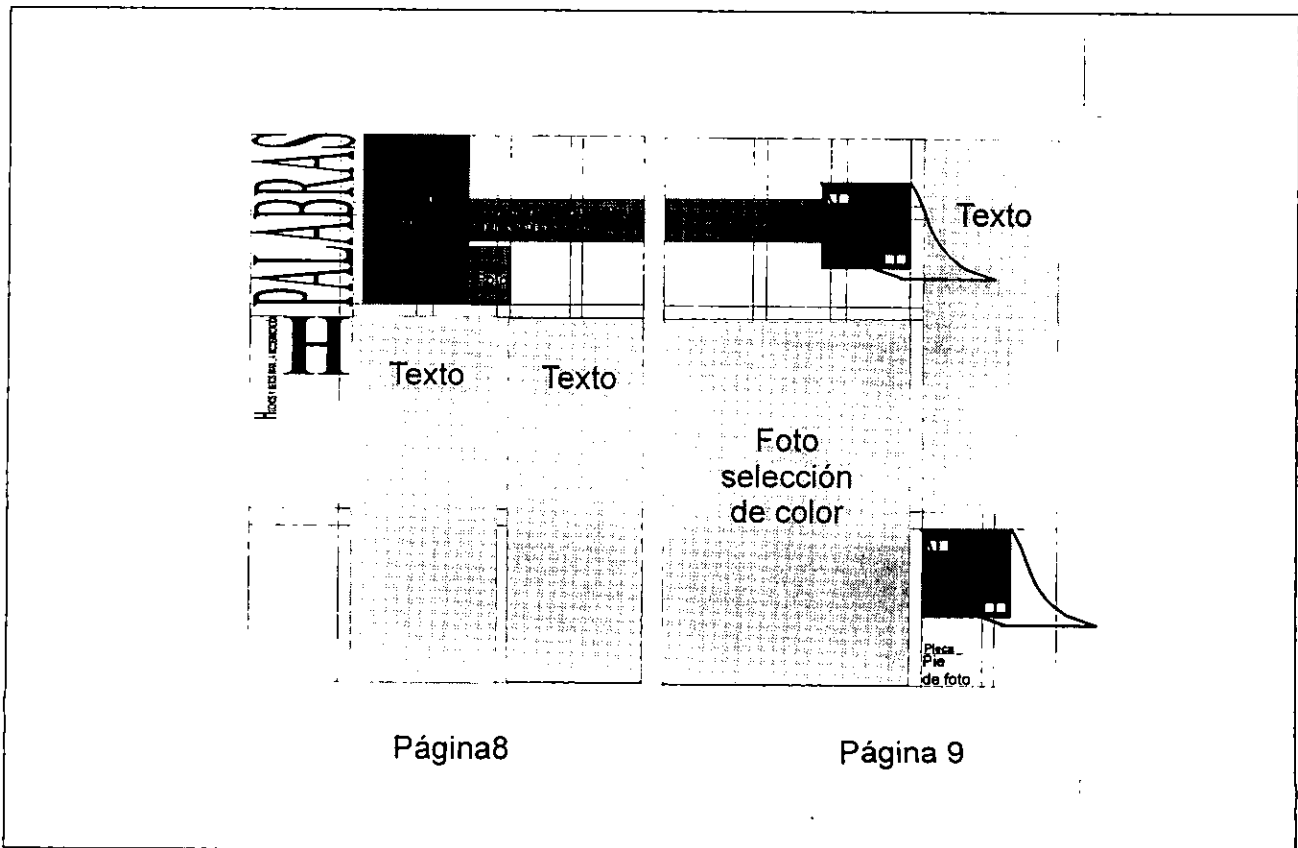 PALABRAS
H
Texto
Texto
Texto
Foto
selección
de color
Pleca
Pie
de foto
Página8
Página 9